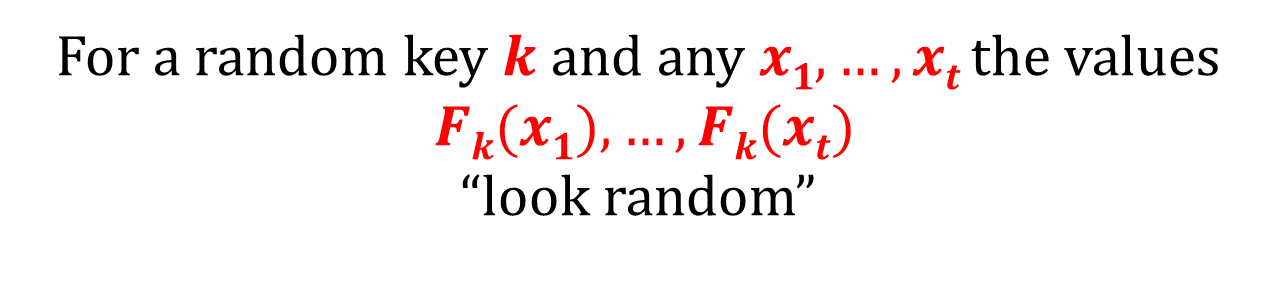 For a random key k and any x₁, … , xₜ the values
Fₖ(x₁), … , Fₖ(xₜ)
“look random”